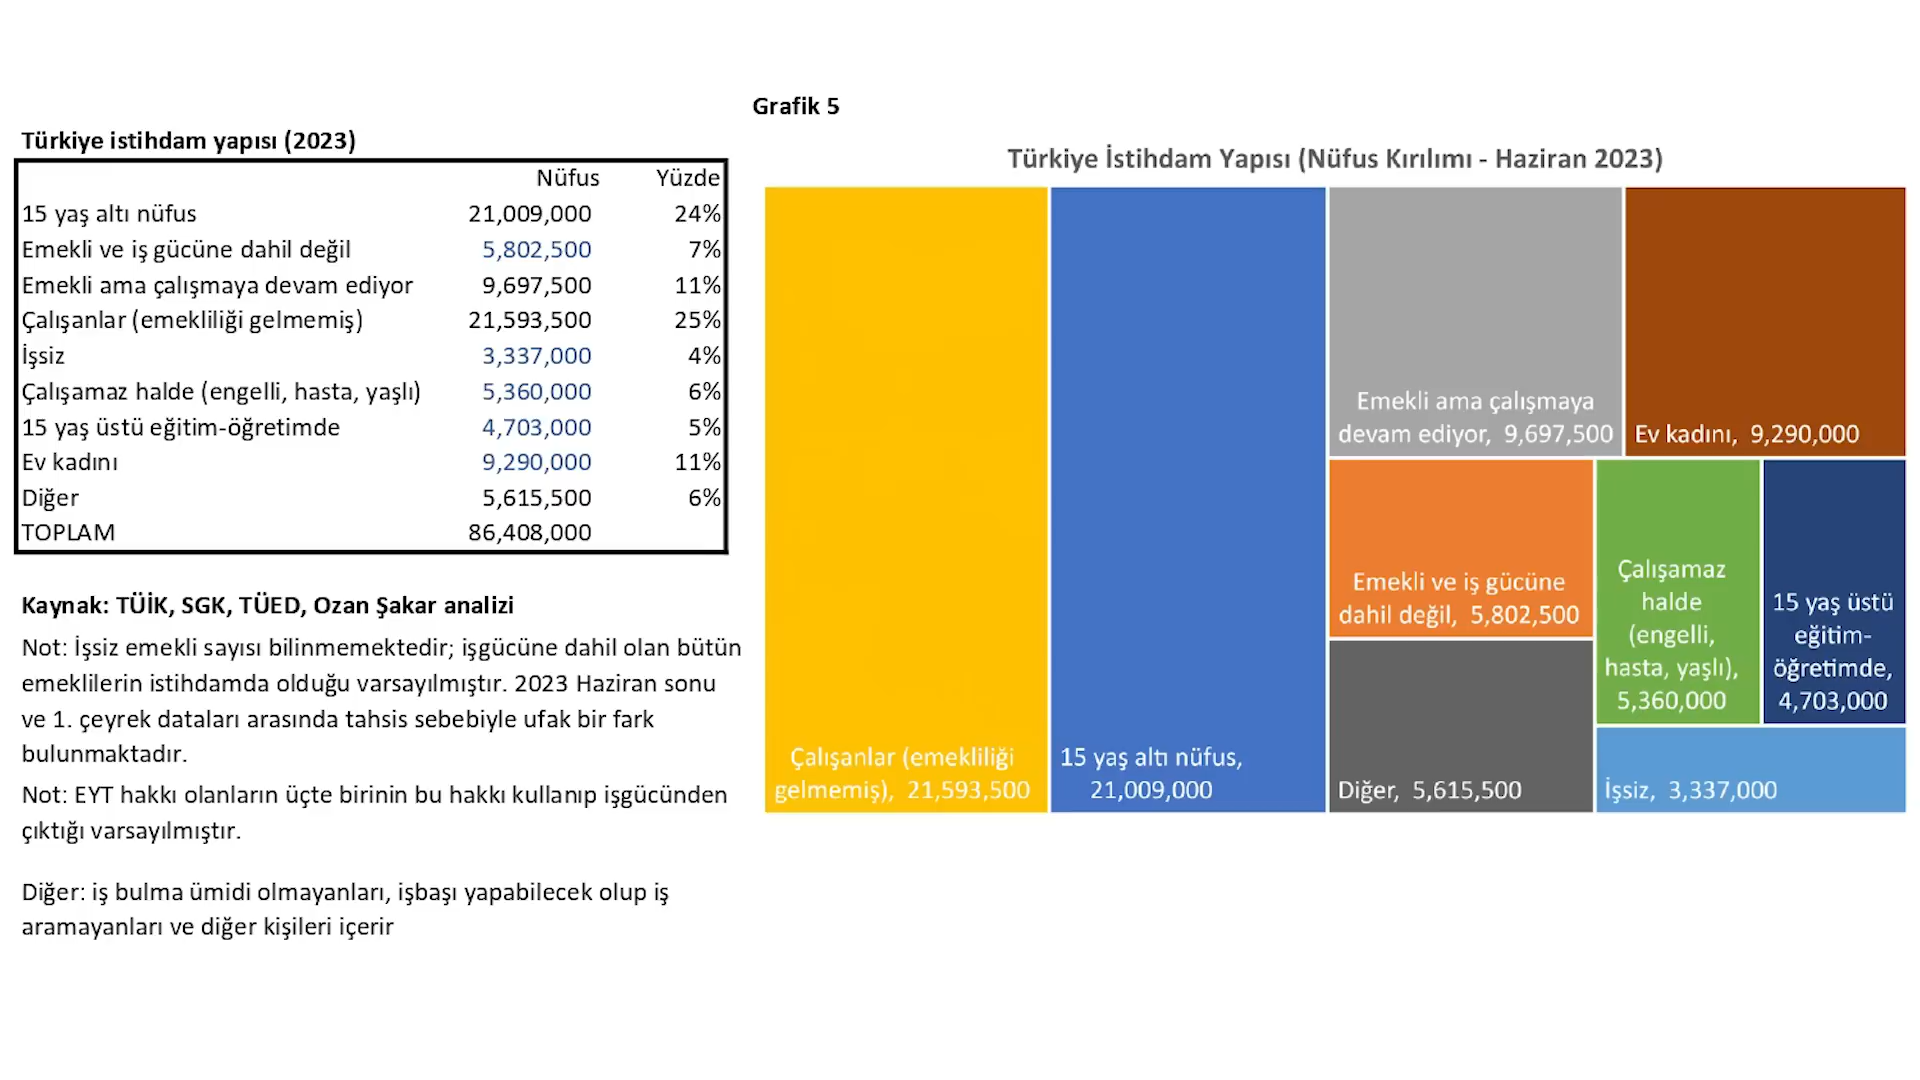 Türkiye istihdam yapısı (2023)
Nüfus Yüzde
15 yaş altı nüfus 21,009,000 24%
Emekli ve iş gücüne dahil değil 5,802,500 7%
Emekli ama çalışmaya devam ediyor 9,697,500 11%
Çalışanlar (emekliliği gelmemiş) 21,593,500 25%
İşsiz 3,337,000 4%
Çalışamaz halde (engelli, hasta, yaşlı) 5,360,000 6%
15 yaş üstü eğitim-öğretimde 4,703,000 5%
Ev kadını 9,290,000 11%
Diğer 5,615,500 6%
TOPLAM 86,408,000
Kaynak: TÜİK, SGK, TÜED, Ozan Şakar analizi
Not: İşsiz emekli sayısı bilinmemektedir; işgücüne dahil olan bütün
emeklilerin istihdamda olduğu varsayılmıştır. 2023 Haziran sonu
ve 1. çeyrek dataları arasında tahsis sebebiyle ufak bir fark
bulunmaktadır.
Not: EYT hakkı olanların üçte birinin bu hakkı kullanıp işgücünden
çıktığı varsayılmıştır.
Diğer: iş bulma ümidi olmayanları, işbaşı yapabilecek olup iş
aramayanları ve diğer kişileri içerir
Grafik 5
Türkiye İstihdam Yapısı (Nüfus Kırılımı - Haziran 2023)
Çalışanlar (emekliliği
gelmemiş), 21,593,500
15 yaş altı nüfus,
21,009,000
Emekli ama çalışmaya
devam ediyor, 9,697,500
Ev kadını, 9,290,000
Emekli ve iş gücüne
dahil değil, 5,802,500
Diğer, 5,615,500
Çalışamaz
halde
(engelli,
hasta, yaşlı),
5,360,000
15 yaş üstü
eğitim-
öğretimde,
4,703,000
İşsiz, 3,337,000